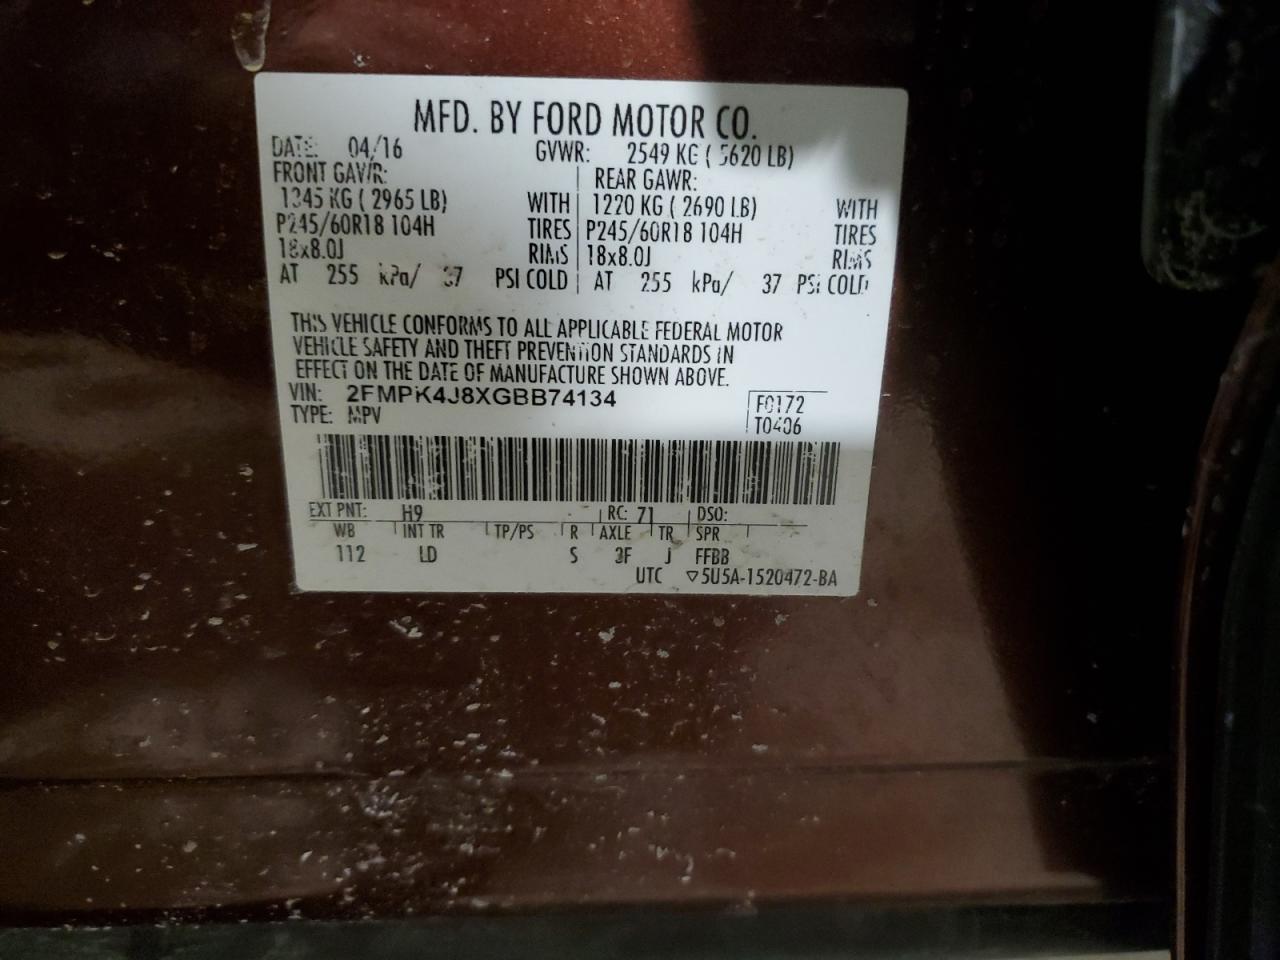 MFD. BY FORD MOTOR CO.
DATE: 04/16 GVWR: 2549 KG ( 5620 LB)
FRONT GAWR: REAR GAWR:
1345 KG ( 2965 LB) WITH 1220 KG ( 2690 LB) WITH
P245/60R18 104H TIRES P245/60R18 104H TIRES
18x8.0J RIMS 18x8.0J RIMS
AT 255 kPa/ 37 PSI COLD AT 255 kPa/ 37 PSI COLD
THIS VEHICLE CONFORMS TO ALL APPLICABLE FEDERAL MOTOR
VEHICLE SAFETY AND THEFT PREVENTION STANDARDS IN
EFFECT ON THE DATE OF MANUFACTURE SHOWN ABOVE.
VIN: 2FMPK4J8XGBB74134
TYPE: MPV
F0172
T0406
EXT PNT: H9 RC: 71 DSO:
WB INT TR TP/PS R AXLE TR SPR
112 LD S 3F J FFBB
UTC ▽5U5A-1520472-BA